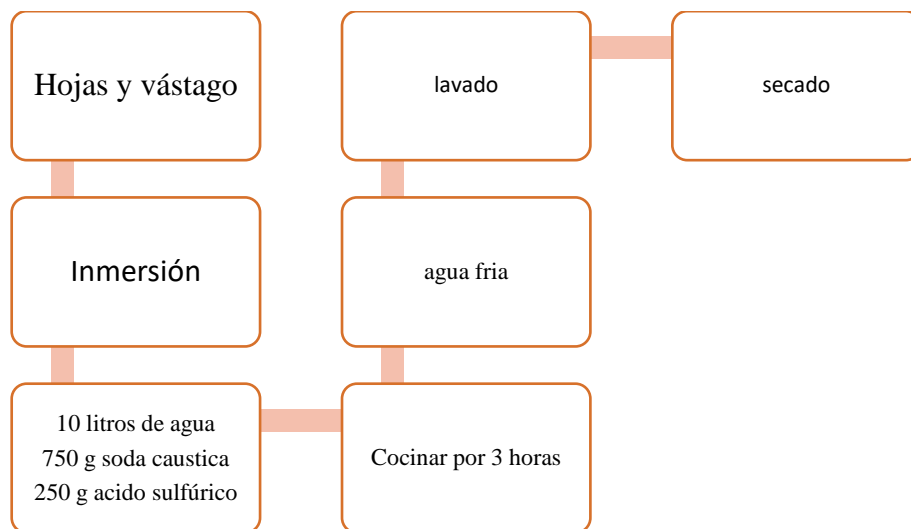 Hojas y vástago
Inmersión
10 litros de agua
750 g soda caustica
250 g acido sulfúrico
Cocinar por 3 horas
agua fria
lavado
secado